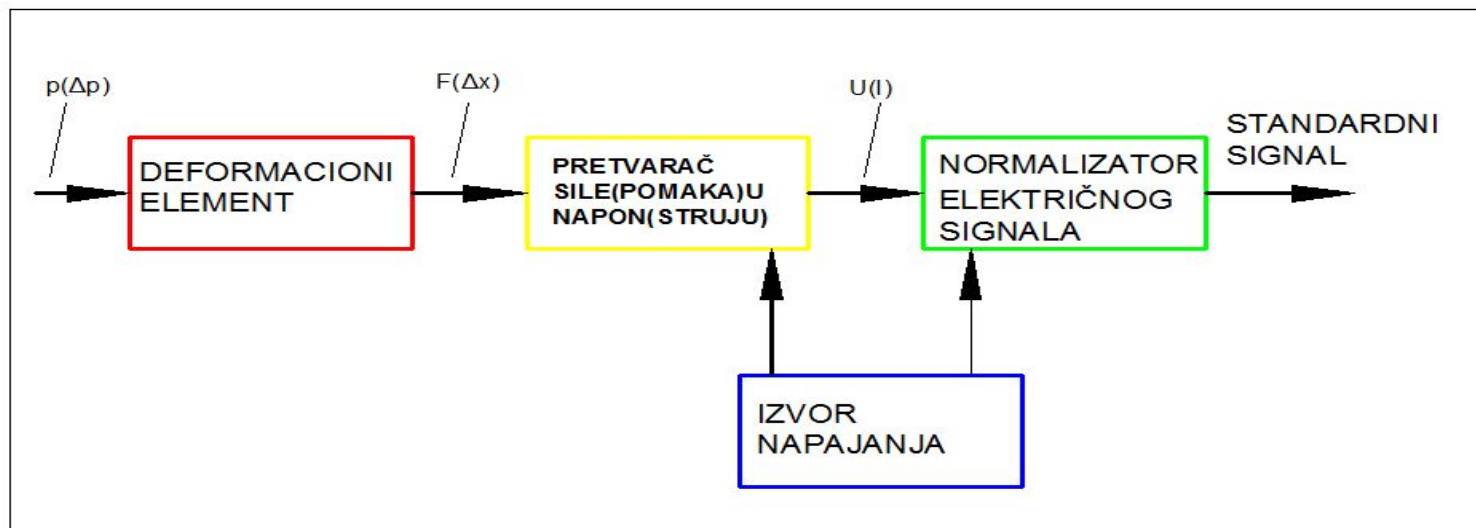 p(Δp)
F(Δx)
U(I)
STANDARDNI
SIGNAL
DEFORMACIONI
ELEMENT
PRETVARAČ
SILE(POMAKA)U
NAPON(STRUJU)
NORMALIZATOR
ELEKTRIČNOG
SIGNALA
IZVOR
NAPAJANJA